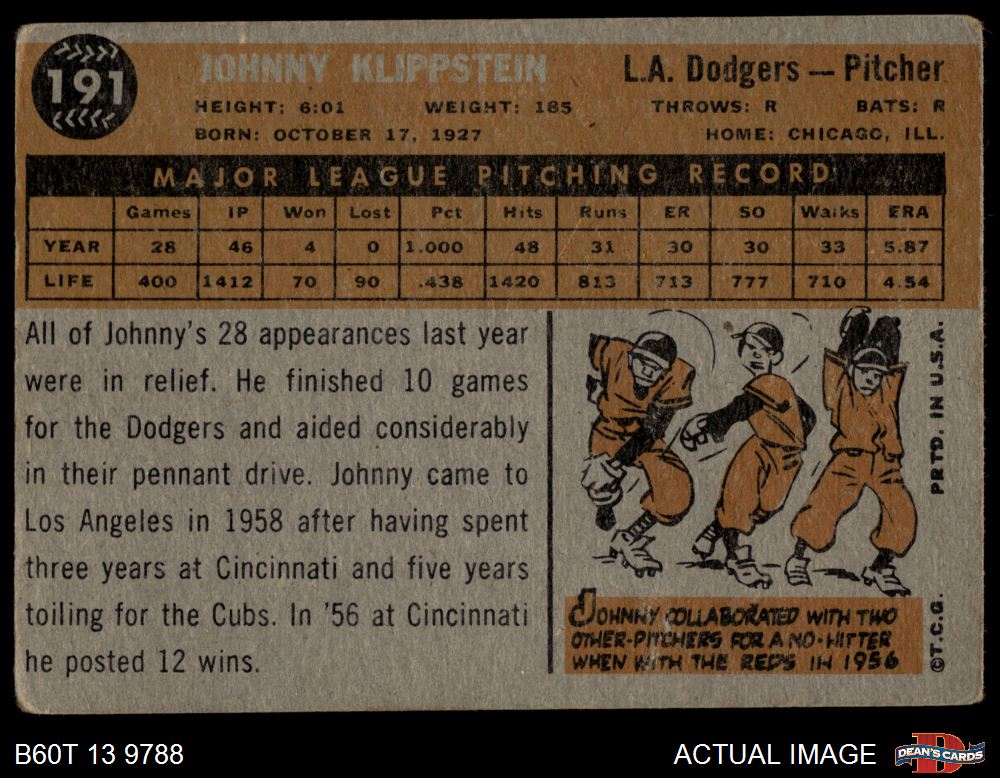 191
JOHNNY KLIPPSTEIN
L.A. Dodgers — Pitcher
HEIGHT: 6:01 WEIGHT: 185 THROWS: R BATS: R
BORN: OCTOBER 17, 1927 HOME: CHICAGO, ILL.
MAJOR LEAGUE PITCHING RECORD
Games IP Won Lost Pct Hits Runs ER SO Walks ERA
YEAR 28 46 4 0 1.000 48 31 30 30 33 5.87
LIFE 400 1412 70 90 .438 1420 813 713 777 710 4.54
All of Johnny's 28 appearances last year
were in relief. He finished 10 games
for the Dodgers and aided considerably
in their pennant drive. Johnny came to
Los Angeles in 1958 after having spent
three years at Cincinnati and five years
toiling for the Cubs. In '56 at Cincinnati
he posted 12 wins.
JOHNNY COLLABORATED WITH TWO
OTHER-PITCHERS FOR A NO-HITTER
WHEN WITH THE REDS IN 1956
©T.C.G. PRTD. IN U.S.A.
B60T 13 9788
ACTUAL IMAGE
DEAN'S CARDS